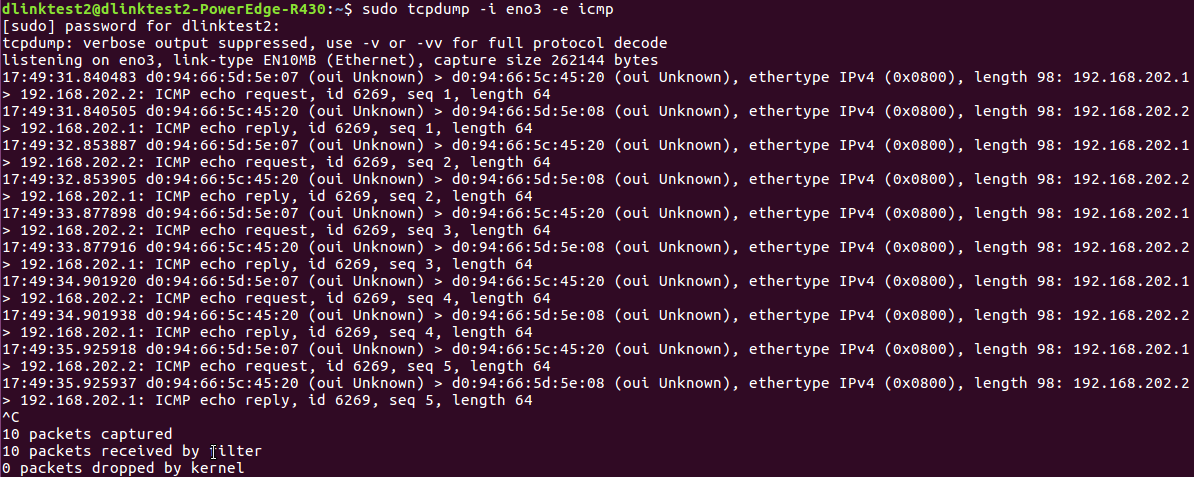 dlinktest2@dlinktest2-PowerEdge-R430:~$ sudo tcpdump -i eno3 -e icmp
[sudo] password for dlinktest2:
tcpdump: verbose output suppressed, use -v or -vv for full protocol decode
listening on eno3, link-type EN10MB (Ethernet), capture size 262144 bytes
17:49:31.840483 d0:94:66:5d:5e:07 (oui Unknown) > d0:94:66:5c:45:20 (oui Unknown), ethertype IPv4 (0x0800), length 98: 192.168.202.1
> 192.168.202.2: ICMP echo request, id 6269, seq 1, length 64
17:49:31.840505 d0:94:66:5c:45:20 (oui Unknown) > d0:94:66:5d:5e:08 (oui Unknown), ethertype IPv4 (0x0800), length 98: 192.168.202.2
> 192.168.202.1: ICMP echo reply, id 6269, seq 1, length 64
17:49:32.853887 d0:94:66:5d:5e:07 (oui Unknown) > d0:94:66:5c:45:20 (oui Unknown), ethertype IPv4 (0x0800), length 98: 192.168.202.1
> 192.168.202.2: ICMP echo request, id 6269, seq 2, length 64
17:49:32.853905 d0:94:66:5c:45:20 (oui Unknown) > d0:94:66:5d:5e:08 (oui Unknown), ethertype IPv4 (0x0800), length 98: 192.168.202.2
> 192.168.202.1: ICMP echo reply, id 6269, seq 2, length 64
17:49:33.877898 d0:94:66:5d:5e:07 (oui Unknown) > d0:94:66:5c:45:20 (oui Unknown), ethertype IPv4 (0x0800), length 98: 192.168.202.1
> 192.168.202.2: ICMP echo request, id 6269, seq 3, length 64
17:49:33.877916 d0:94:66:5c:45:20 (oui Unknown) > d0:94:66:5d:5e:08 (oui Unknown), ethertype IPv4 (0x0800), length 98: 192.168.202.2
> 192.168.202.1: ICMP echo reply, id 6269, seq 3, length 64
17:49:34.901920 d0:94:66:5d:5e:07 (oui Unknown) > d0:94:66:5c:45:20 (oui Unknown), ethertype IPv4 (0x0800), length 98: 192.168.202.1
> 192.168.202.2: ICMP echo request, id 6269, seq 4, length 64
17:49:34.901938 d0:94:66:5c:45:20 (oui Unknown) > d0:94:66:5d:5e:08 (oui Unknown), ethertype IPv4 (0x0800), length 98: 192.168.202.2
> 192.168.202.1: ICMP echo reply, id 6269, seq 4, length 64
17:49:35.925918 d0:94:66:5d:5e:07 (oui Unknown) > d0:94:66:5c:45:20 (oui Unknown), ethertype IPv4 (0x0800), length 98: 192.168.202.1
> 192.168.202.2: ICMP echo request, id 6269, seq 5, length 64
17:49:35.925937 d0:94:66:5c:45:20 (oui Unknown) > d0:94:66:5d:5e:08 (oui Unknown), ethertype IPv4 (0x0800), length 98: 192.168.202.2
> 192.168.202.1: ICMP echo reply, id 6269, seq 5, length 64
^C
10 packets captured
10 packets received by filter
0 packets dropped by kernel